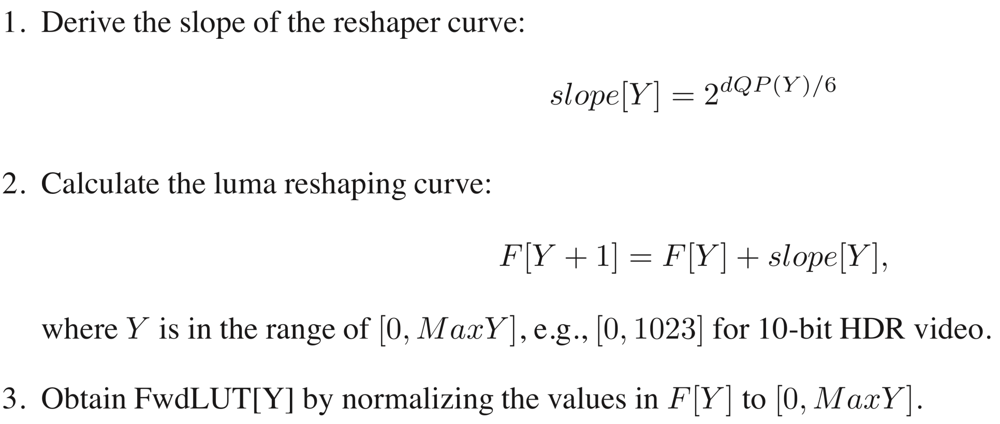 1. Derive the slope of the reshaper curve:
slope[Y] = 2^{dQP(Y)/6}
2. Calculate the luma reshaping curve:
F[Y + 1] = F[Y] + slope[Y],
where Y is in the range of [0, MaxY], e.g., [0, 1023] for 10-bit HDR video.
3. Obtain FwdLUT[Y] by normalizing the values in F[Y] to [0, MaxY].